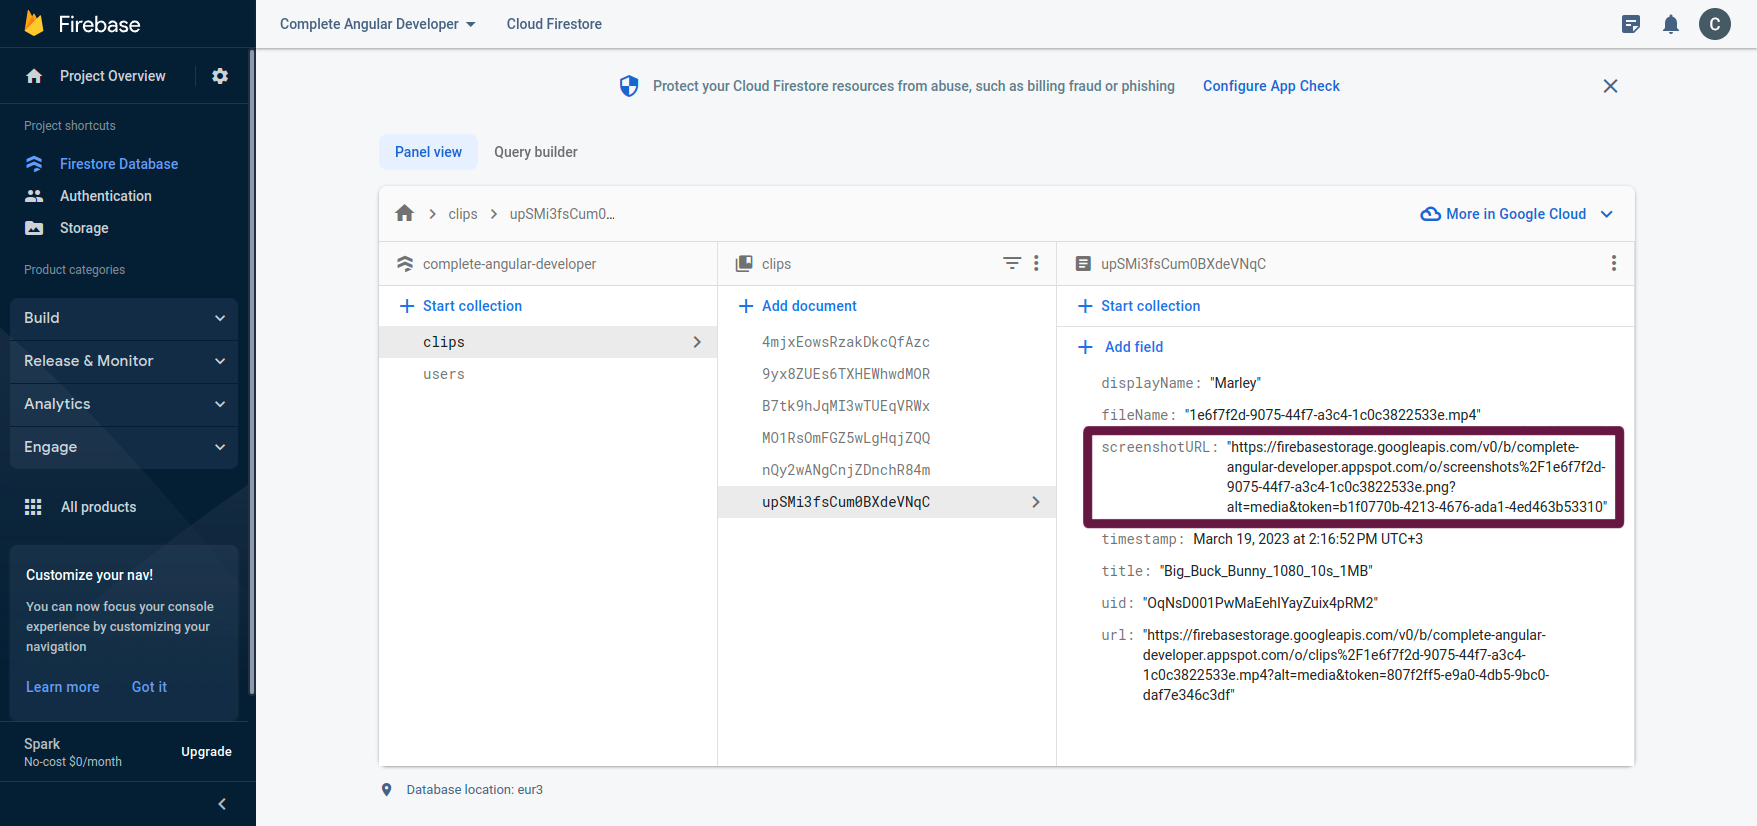 Firebase
Project Overview
Project shortcuts
Firestore Database
Authentication
Storage
Product categories
Build
Release & Monitor
Analytics
Engage
All products
Customize your nav!
You can now focus your console
experience by customizing your
navigation
Learn more Got it
Spark
No-cost $0/month
Upgrade
Complete Angular Developer Cloud Firestore
C
Protect your Cloud Firestore resources from abuse, such as billing fraud or phishing Configure App Check
Panel view Query builder
clips upSMi3fsCum0...
More in Google Cloud
complete-angular-developer
Start collection
clips
users
clips
Add document
4mjxEowsRzakDkcQfAzc
9yx8ZUEs6TXHEWhwdMOR
B7tk9hJqMI3wTUEqVRWx
MO1RsOmFGZ5wLgHqjZQQ
nQy2wANgCnjZDnchR84m
upSMi3fsCum0BXdeVNqC
upSMi3fsCum0BXdeVNqC
Start collection
Add field
displayName: "Marley"
fileName: "1e6f7f2d-9075-44f7-a3c4-1c0c3822533e.mp4"
screenshotURL: "https://firebasestorage.googleapis.com/v0/b/complete-
angular-developer.appspot.com/o/screenshots%2F1e6f7f2d-
9075-44f7-a3c4-1c0c3822533e.png?
alt=media&token=b1f0770b-4213-4676-ada1-4ed463b53310"
timestamp: March 19, 2023 at 2:16:52 PM UTC+3
title: "Big_Buck_Bunny_1080_10s_1MB"
uid: "OqNsD001PwMaEehIYayZuix4pRM2"
url: "https://firebasestorage.googleapis.com/v0/b/complete-angular-
developer.appspot.com/o/clips%2F1e6f7f2d-9075-44f7-a3c4-
1c0c3822533e.mp4?alt=media&token=807f2ff5-e9a0-4db5-9bc0-
daf7e346c3df"
Database location: eur3